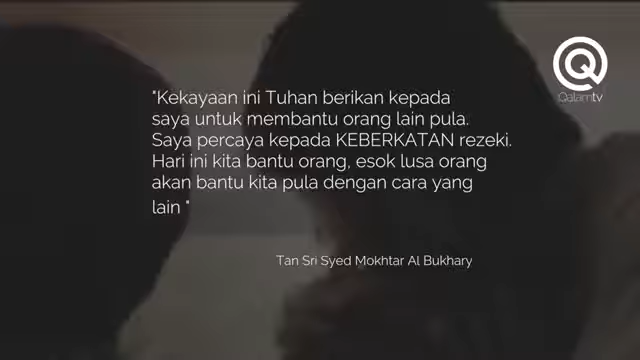 Qalamtv
"Kekayaan ini Tuhan berikan kepada
saya untuk membantu orang lain pula.
Saya percaya kepada KEBERKATAN rezeki.
Hari ini kita bantu orang, esok lusa orang
akan bantu kita pula dengan cara yang
lain "
Tan Sri Syed Mokhtar Al Bukhary